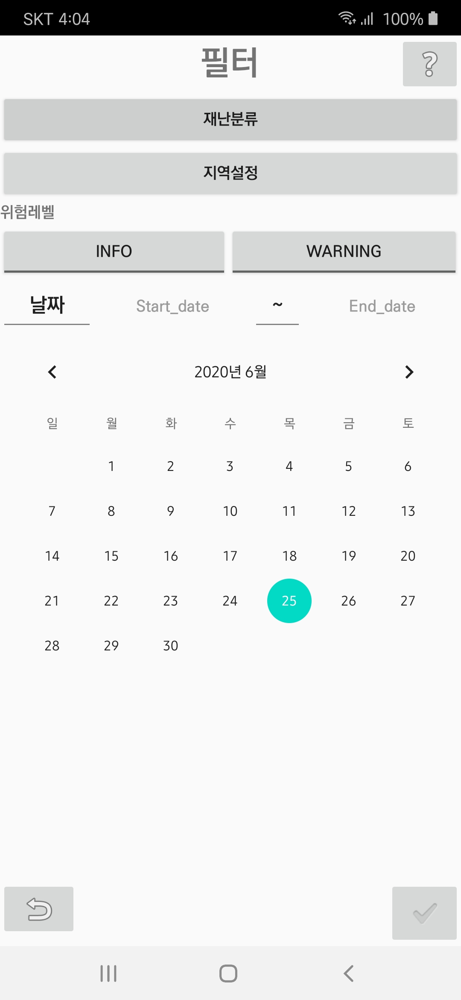 SKT 4:04 100%
필터
?
재난분류
지역설정
위험레벨
INFO WARNING
날짜 Start_date ~ End_date
2020년 6월
일 월 화 수 목 금 토
1 2 3 4 5 6
7 8 9 10 11 12 13
14 15 16 17 18 19 20
21 22 23 24 25 26 27
28 29 30